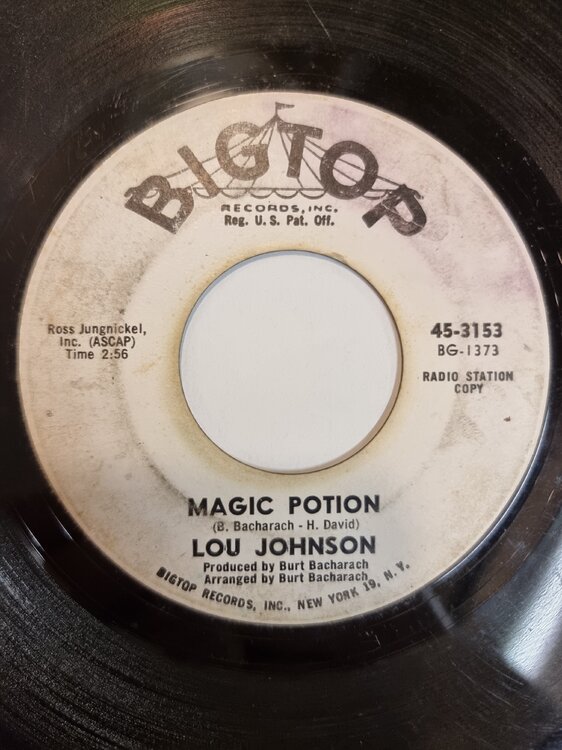 BIGTOP
RECORDS, INC.
Reg. U. S. Pat. Off.
Ross Jungnickel,
Inc. (ASCAP)
Time 2:56
45-3153
BG-1373
RADIO STATION
COPY
MAGIC POTION
(B. Bacharach - H. David)
LOU JOHNSON
Produced by Burt Bacharach
Arranged by Burt Bacharach
BIGTOP RECORDS, INC., NEW YORK 19, N. Y.